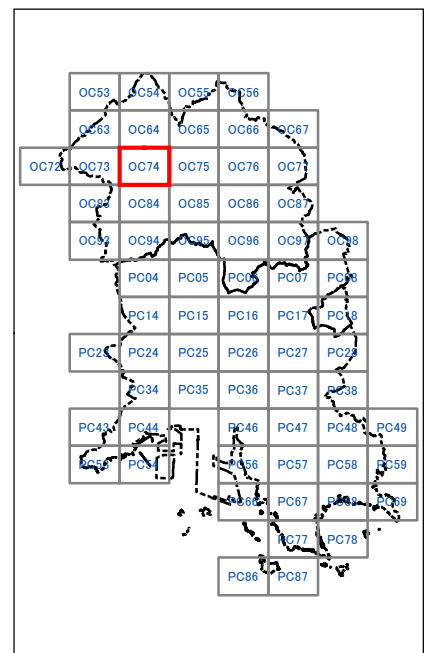 OC53 OC54 OC55 OC56
OC63 OC64 OC65 OC66 OC67
OC72 OC73 OC74 OC75 OC76 OC77
OC83 OC84 OC85 OC86 OC87
OC93 OC94 OC95 OC96 OC97 OC98
PC04 PC05 PC06 PC07 PC08
PC14 PC15 PC16 PC17 PC18
PC23 PC24 PC25 PC26 PC27 PC28
PC34 PC35 PC36 PC37 PC38
PC43 PC44 PC46 PC47 PC48 PC49
PC53 PC54 PC56 PC57 PC58 PC59
PC66 PC67 PC68 PC69
PC77 PC78
PC86 PC87